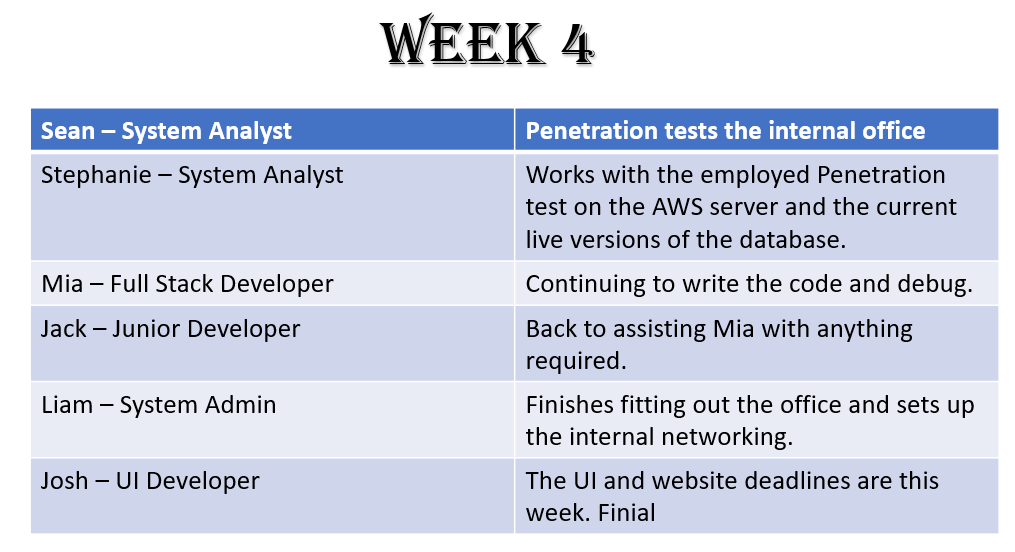 WEEK 4
Sean – System Analyst
Penetration tests the internal office
Stephanie – System Analyst
Works with the employed Penetration
test on the AWS server and the current
live versions of the database.
Mia – Full Stack Developer
Continuing to write the code and debug.
Jack – Junior Developer
Back to assisting Mia with anything
required.
Liam – System Admin
Finishes fitting out the office and sets up
the internal networking.
Josh – UI Developer
The UI and website deadlines are this
week. Finial